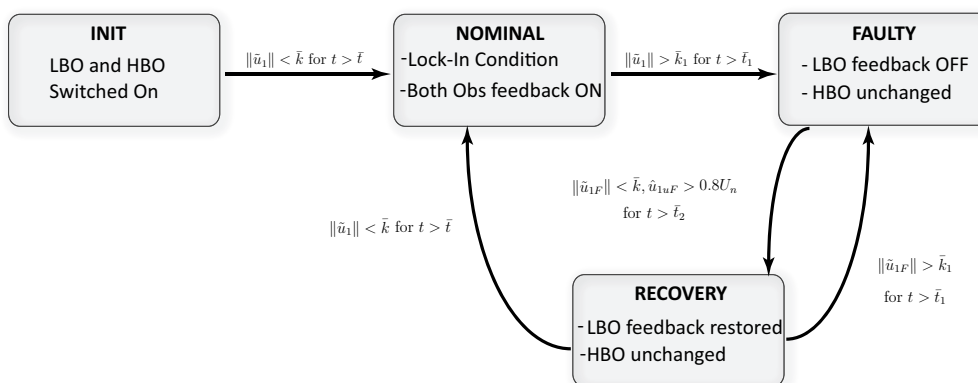 INIT
LBO and HBO
Switched On
‖ũ₁‖ < k̄ for t > t̄
NOMINAL
-Lock-In Condition
-Both Obs feedback ON
‖ũ₁‖ > k̄₁ for t > t̄₁
FAULTY
- LBO feedback OFF
- HBO unchanged
‖ũ₁F‖ < k̄, û₁uF > 0.8Uₙ
for t > t̄₂
‖ũ₁‖ < k̄ for t > t̄
‖ũ₁F‖ > k̄₁
for t > t̄₁
RECOVERY
- LBO feedback restored
-HBO unchanged